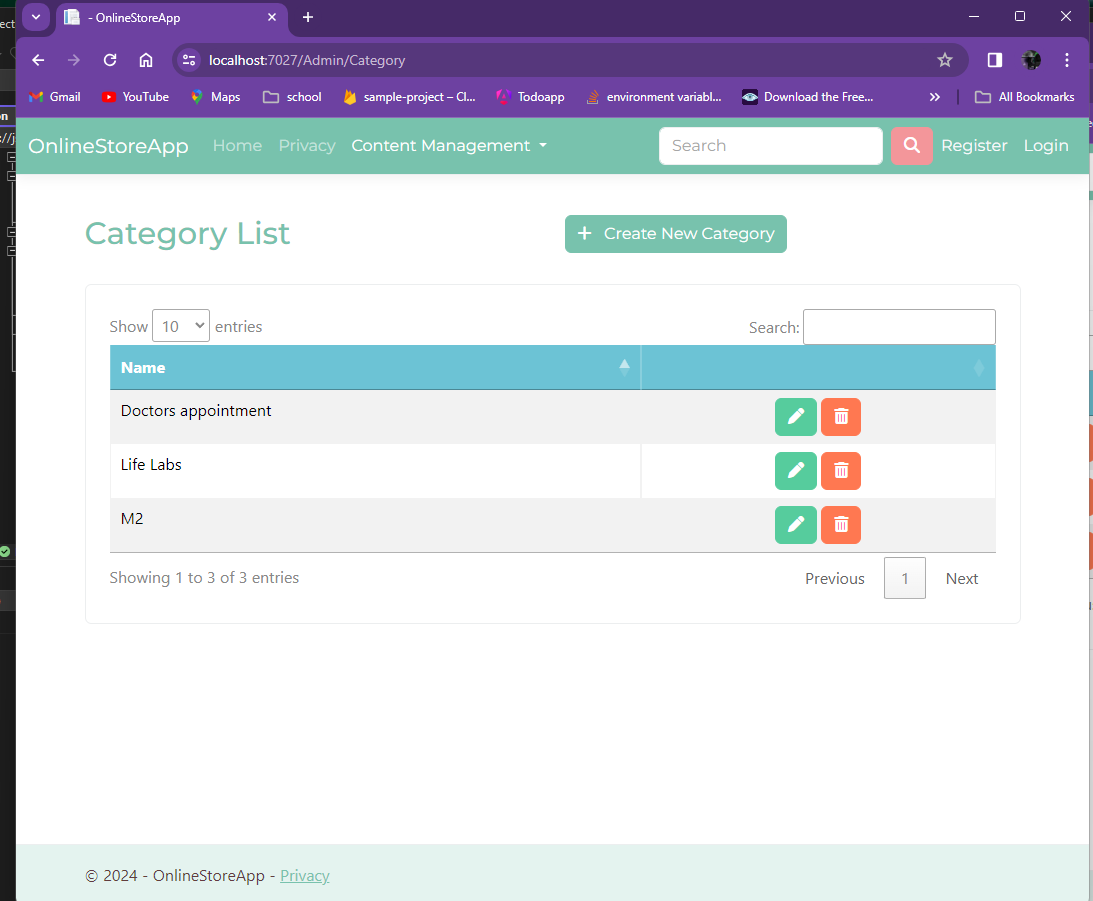 - OnlineStoreApp
localhost:7027/Admin/Category
Gmail YouTube Maps school sample-project – Cl... Todoapp environment variabl... Download the Free... » All Bookmarks
OnlineStoreApp Home Privacy Content Management Search Register Login
Category List
+ Create New Category
Show 10 entries Search:
Name
Doctors appointment
Life Labs
M2
Showing 1 to 3 of 3 entries Previous 1 Next
© 2024 - OnlineStoreApp - Privacy